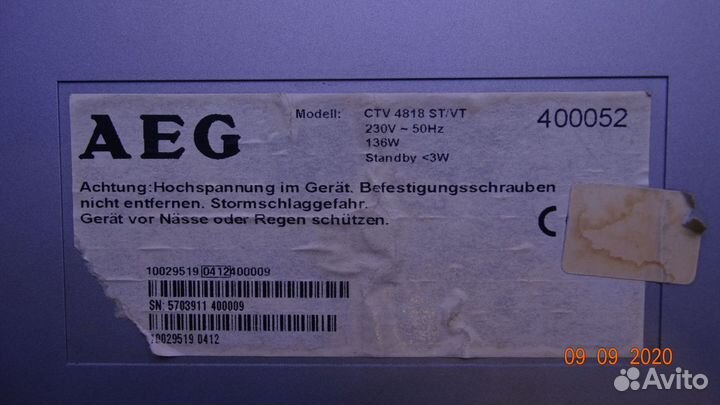 AEG
Modell: CTV 4818 ST/VT
230V ~ 50Hz
136W
Standby <3W
400052
Achtung:Hochspannung im Gerät. Befestigungsschrauben
nicht entfernen. Stormschlaggefahr.
Gerät vor Nässe oder Regen schützen.
10029519 0412 400009
SN: 5703911 400009
10029519 0412
09 09 2020
Avito